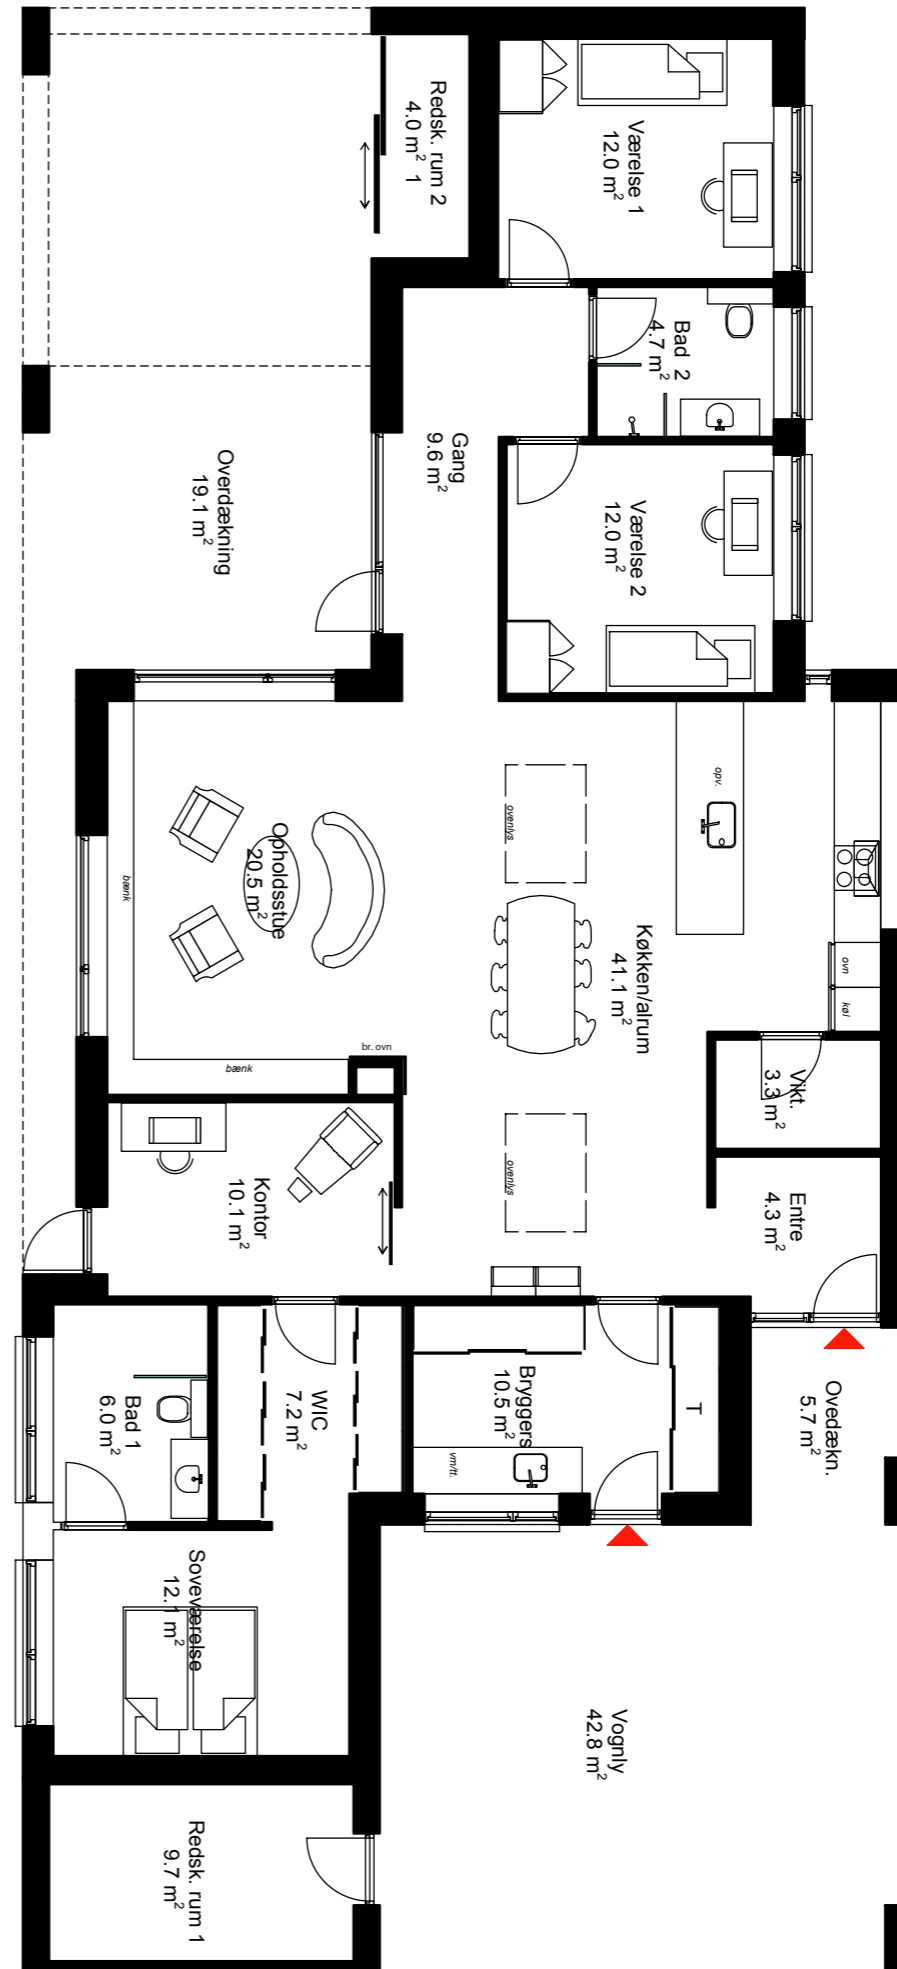 Redsk. rum 2
4.0 m² 1
Værelse 1
12.0 m²
Bad 2
4.7 m²
Gang
9.6 m²
Overdækning
19.1 m²
Værelse 2
12.0 m²
opv.
ovenlys
Opholdsstue
20.5 m²
bænk
Køkken/alrum
41.1 m²
ovn
køl
br. ovn
bænk
Vikt.
3.3 m²
Kontor
10.1 m²
ovenlys
Entre
4.3 m²
Bad 1
6.0 m²
WIC
7.2 m²
Bryggers
10.5 m²
T
vm/tt.
Ovedækn.
5.7 m²
Soveværelse
12.1 m²
Vognly
42.8 m²
Redsk. rum 1
9.7 m²